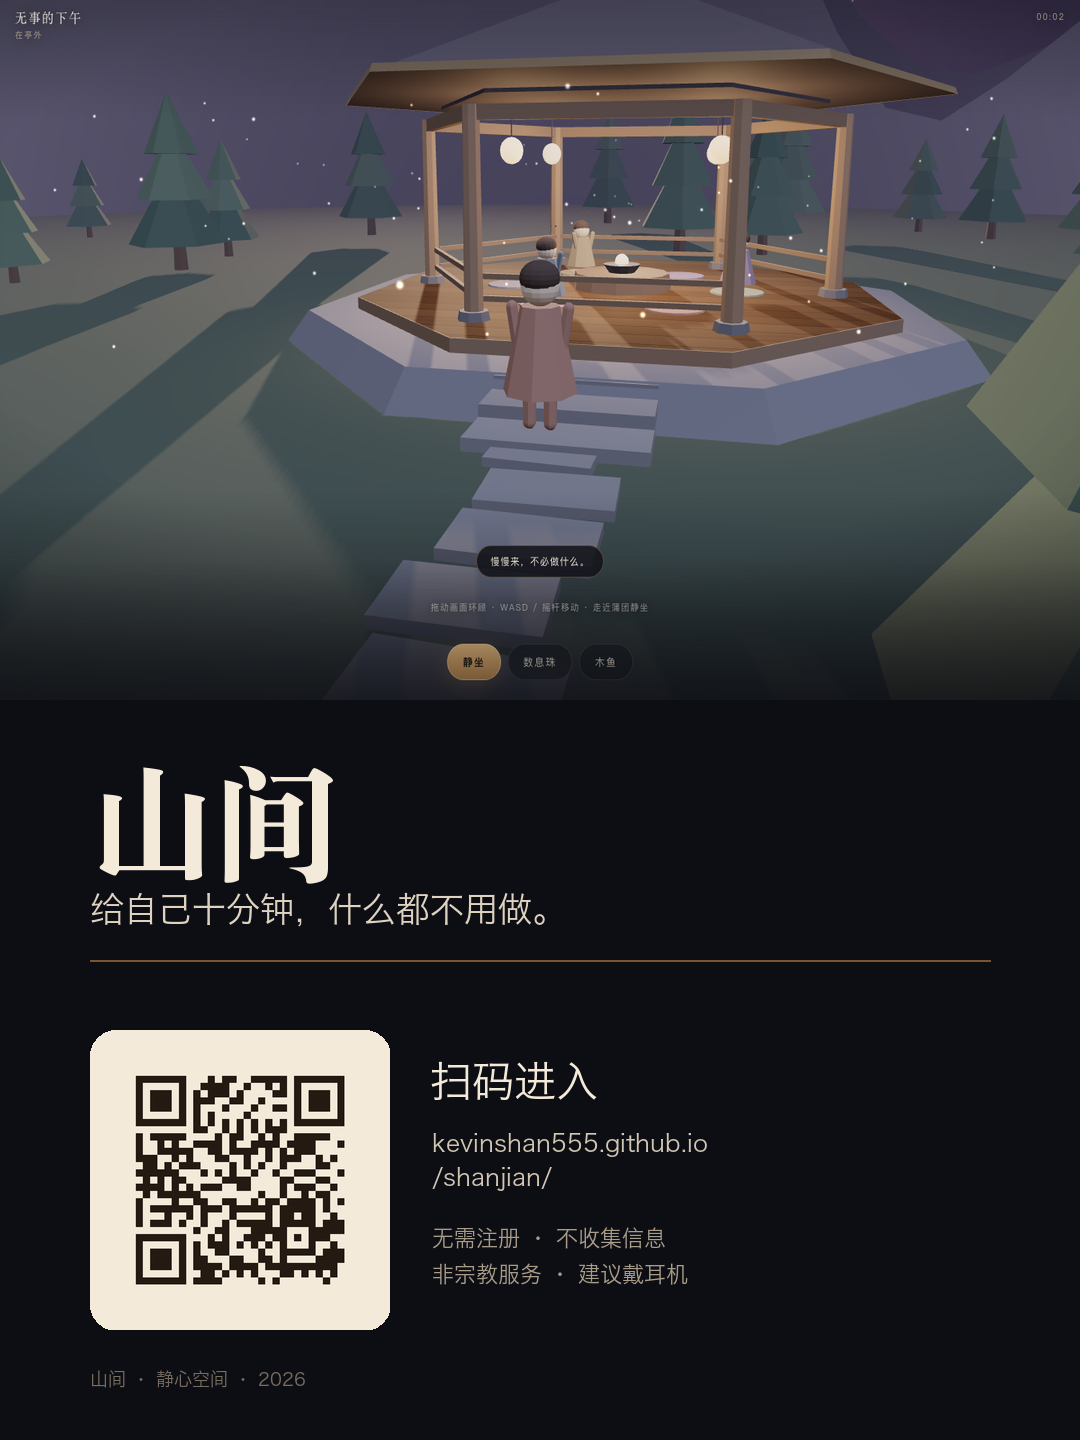 无事的下午
在亭外
00:02
慢慢来，不必做什么。
拖动画面环顾 · WASD / 摇杆移动 · 走近蒲团静坐
静坐
数息珠
木鱼
山间
给自己十分钟，什么都不用做。
扫码进入
kevinshan555.github.io
/shanjian/
无需注册 · 不收集信息
非宗教服务 · 建议戴耳机
山间 · 静心空间 · 2026